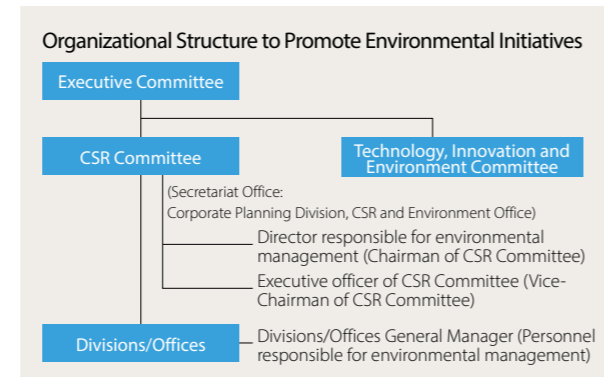 Organizational Structure to Promote Environmental Initiatives
Executive Committee
CSR Committee
Technology, Innovation and
Environment Committee
(Secretariat Office:
Corporate Planning Division, CSR and Environment Office)
Director responsible for environmental
management (Chairman of CSR Committee)
Executive officer of CSR Committee (Vice-
Chairman of CSR Committee)
Divisions/Offices
Divisions/Offices General Manager (Personnel
responsible for environmental management)